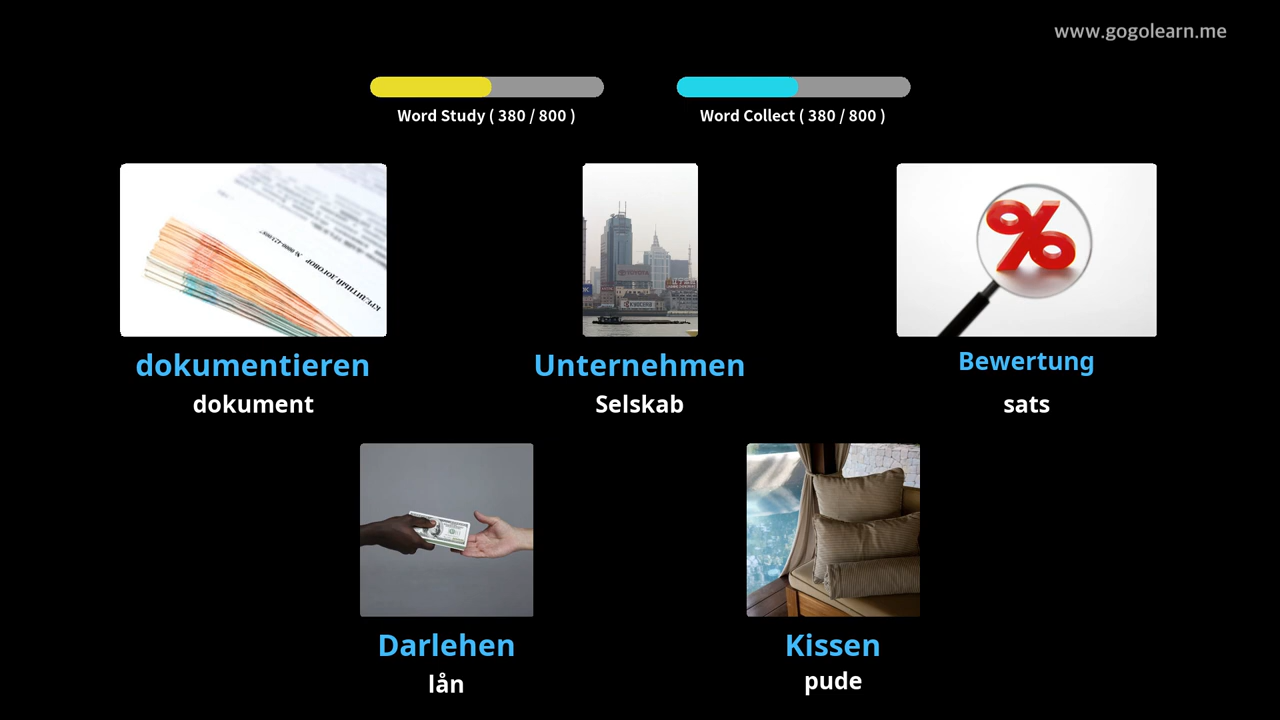 www.gogolearn.me
Word Study ( 380 / 800 )
Word Collect ( 380 / 800 )
dokumentieren
dokument
Unternehmen
Selskab
Bewertung
sats
Darlehen
lån
Kissen
pude